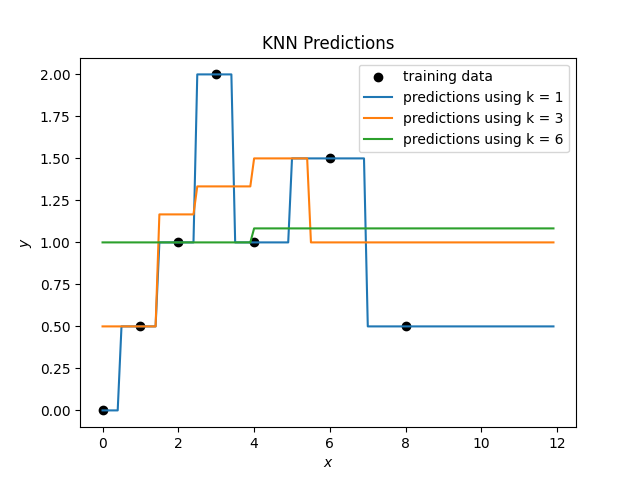 KNN Predictions
training data
predictions using k = 1
predictions using k = 3
predictions using k = 6
y
2.00
1.75
1.50
1.25
1.00
0.75
0.50
0.25
0.00
0 2 4 6 8 10 12
x